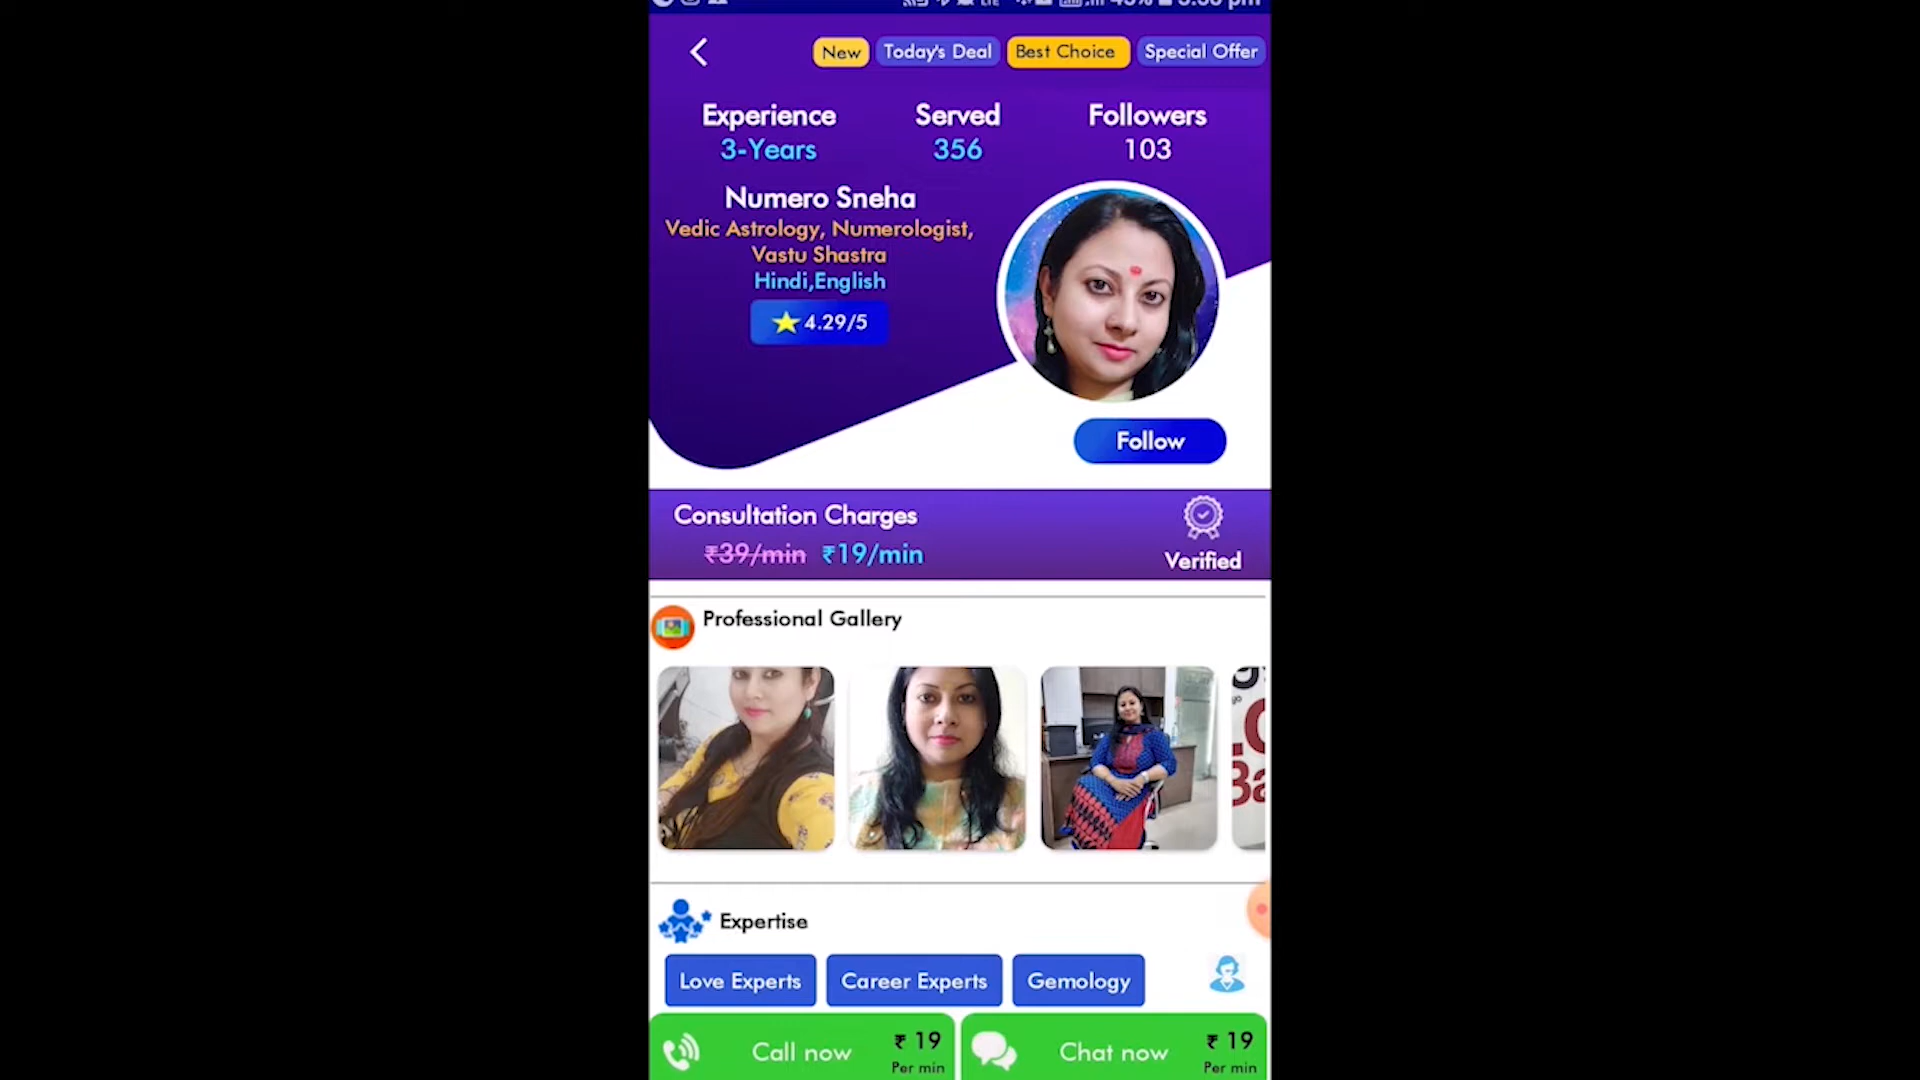 New Today's Deal Best Choice Special Offer
Experience Served Followers
3-Years 356 103
Numero Sneha
Vedic Astrology, Numerologist,
Vastu Shastra
Hindi,English
4.29/5
Follow
Consultation Charges
₹39/min ₹19/min
Verified
Professional Gallery
Expertise
Love Experts Career Experts Gemology
Call now ₹ 19 Per min
Chat now ₹ 19 Per min